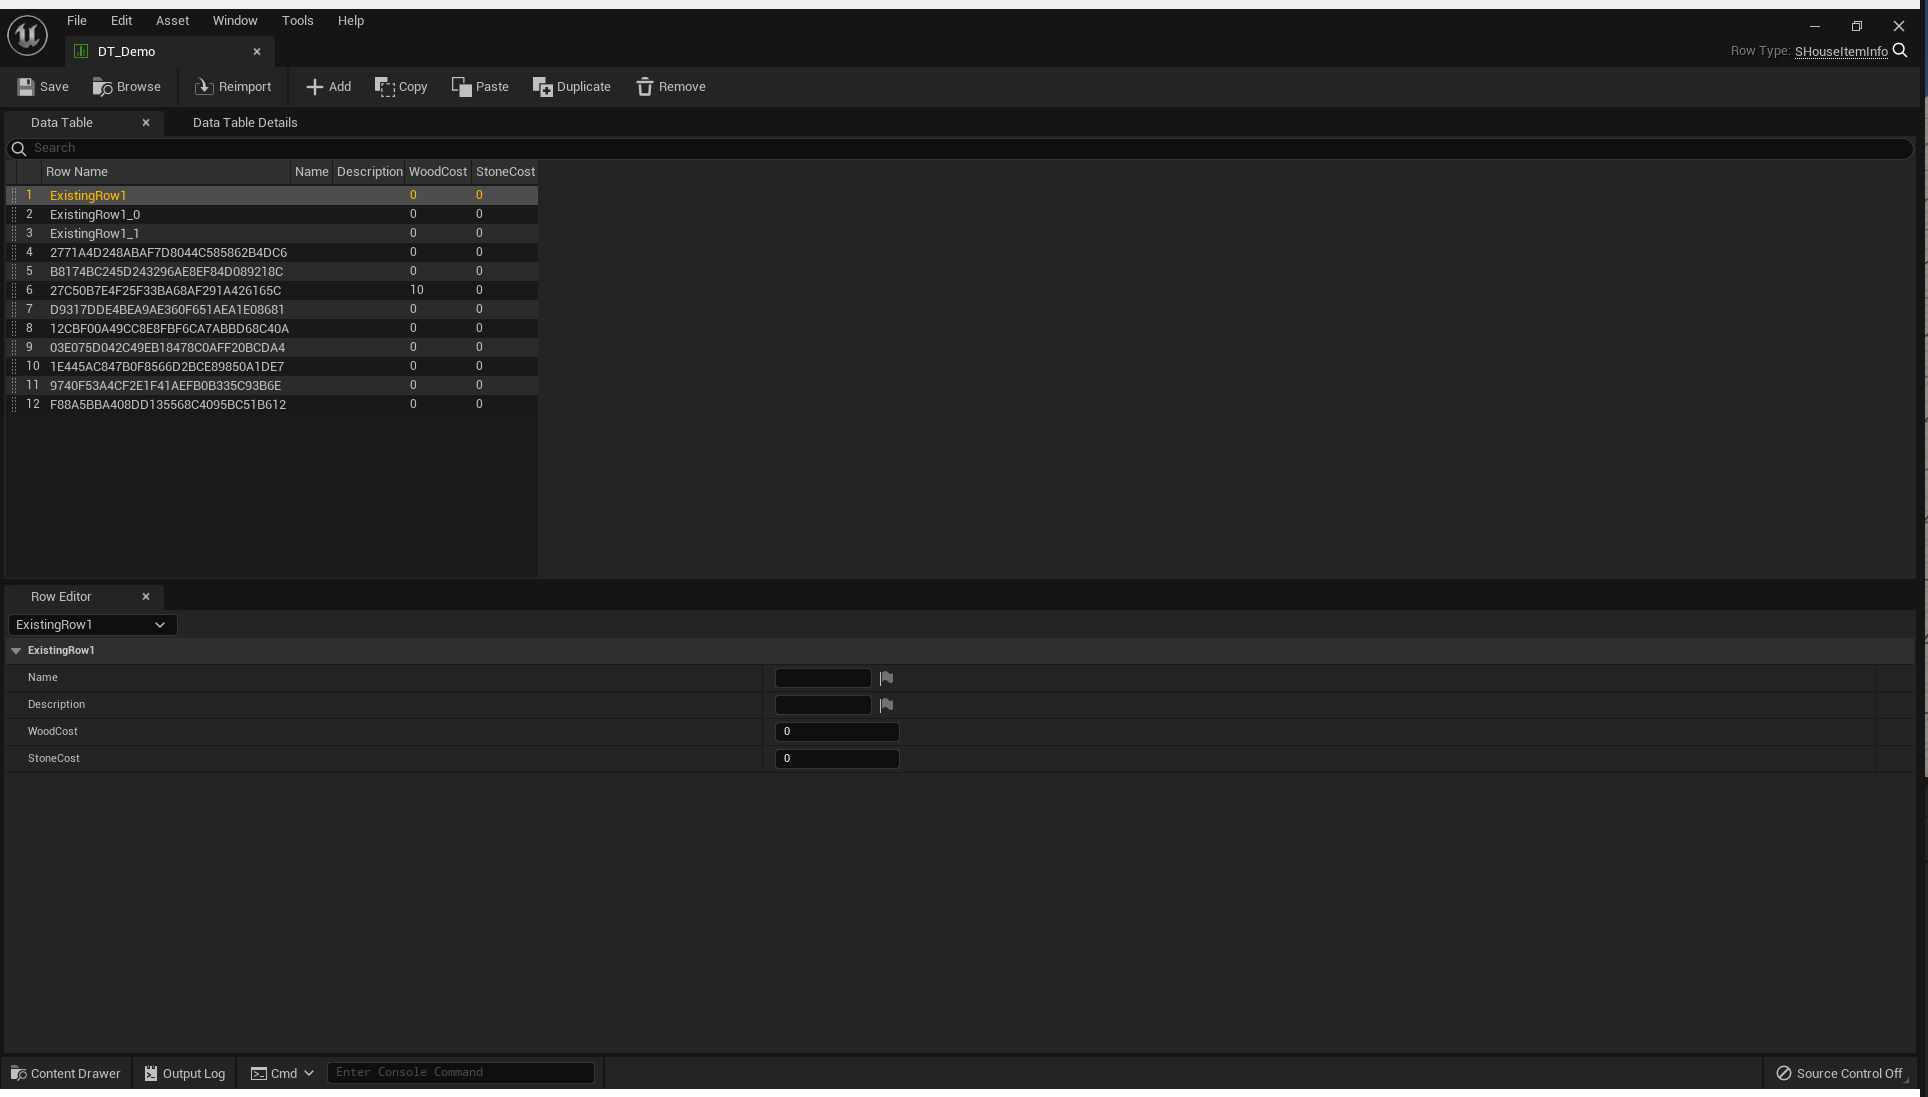 File Edit Asset Window Tools Help
DT_Demo
Row Type: SHouseItemInfo
Save Browse Reimport Add Copy Paste Duplicate Remove
Data Table Data Table Details
Search
Row Name Name Description WoodCost StoneCost
1 ExistingRow1 0 0
2 ExistingRow1_0 0 0
3 ExistingRow1_1 0 0
4 2771A4D248ABAF7D8044C585862B4DC6 0 0
5 B8174BC245D243296AE8EF84D089218C 0 0
6 27C50B7E4F25F33BA68AF291A426165C 10 0
7 D9317DDE4BEA9AE360F651AEA1E08681 0 0
8 12CBF00A49CC8E8FBF6CA7ABBD68C40A 0 0
9 03E075D042C49EB18478C0AFF20BCDA4 0 0
10 1E445AC847B0F8566D2BCE89850A1DE7 0 0
11 9740F53A4CF2E1F41AEFB0B335C93B6E 0 0
12 F88A5BBA408DD135568C4095BC51B612 0 0
Row Editor
ExistingRow1
ExistingRow1
Name
Description
WoodCost 0
StoneCost 0
Content Drawer Output Log Cmd Enter Console Command Source Control Off